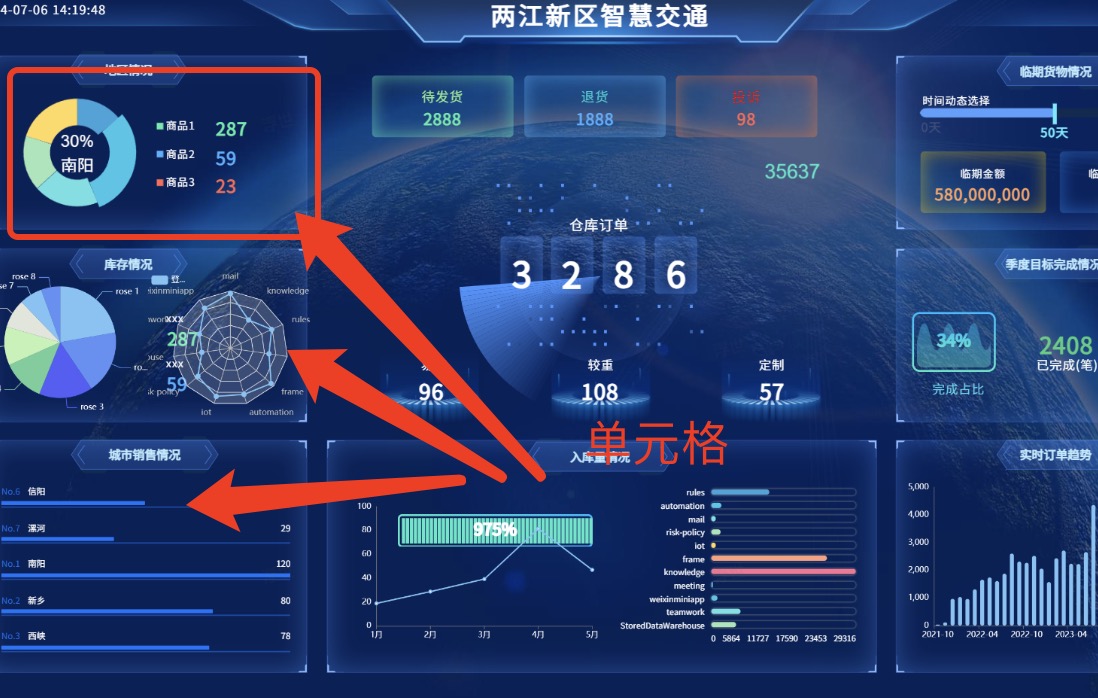 4-07-06 14:19:48
两江新区智慧交通
地区情况
30%
南阳
商品1 287
商品2 59
商品3 23
待发货
2888
退货
1888
98
35637
仓库订单
3 2 8 6
96
较重
108
定制
57
临期货物情况
时间动态选择
0天
50天
临期金额
580,000,000
临
库存情况
rose 8
se 7
rose 1
ro...
rose 3
登...
mail
knowledge
rules
frame
automation
iot
eixinminiapp
xxx
287
xxx
59
季度目标完成情况
34%
完成占比
2408
已完成(笔)
单元格
城市销售情况
No.6 信阳
No.7 漯河 29
No.1 南阳 120
No.2 新乡 80
No.3 西峡 78
入库量情况
100
80
60
40
20
0
1月 2月 3月 4月 5月
975%
rules
automation
mail
risk-policy
iot
frame
knowledge
meeting
weixinminiapp
teamwork
StoredDataWarehouse
0 5864 11727 17590 23453 29316
实时订单趋势
5,000
4,000
3,000
2,000
1,000
0
2021-10 2022-04 2022-10 2023-04